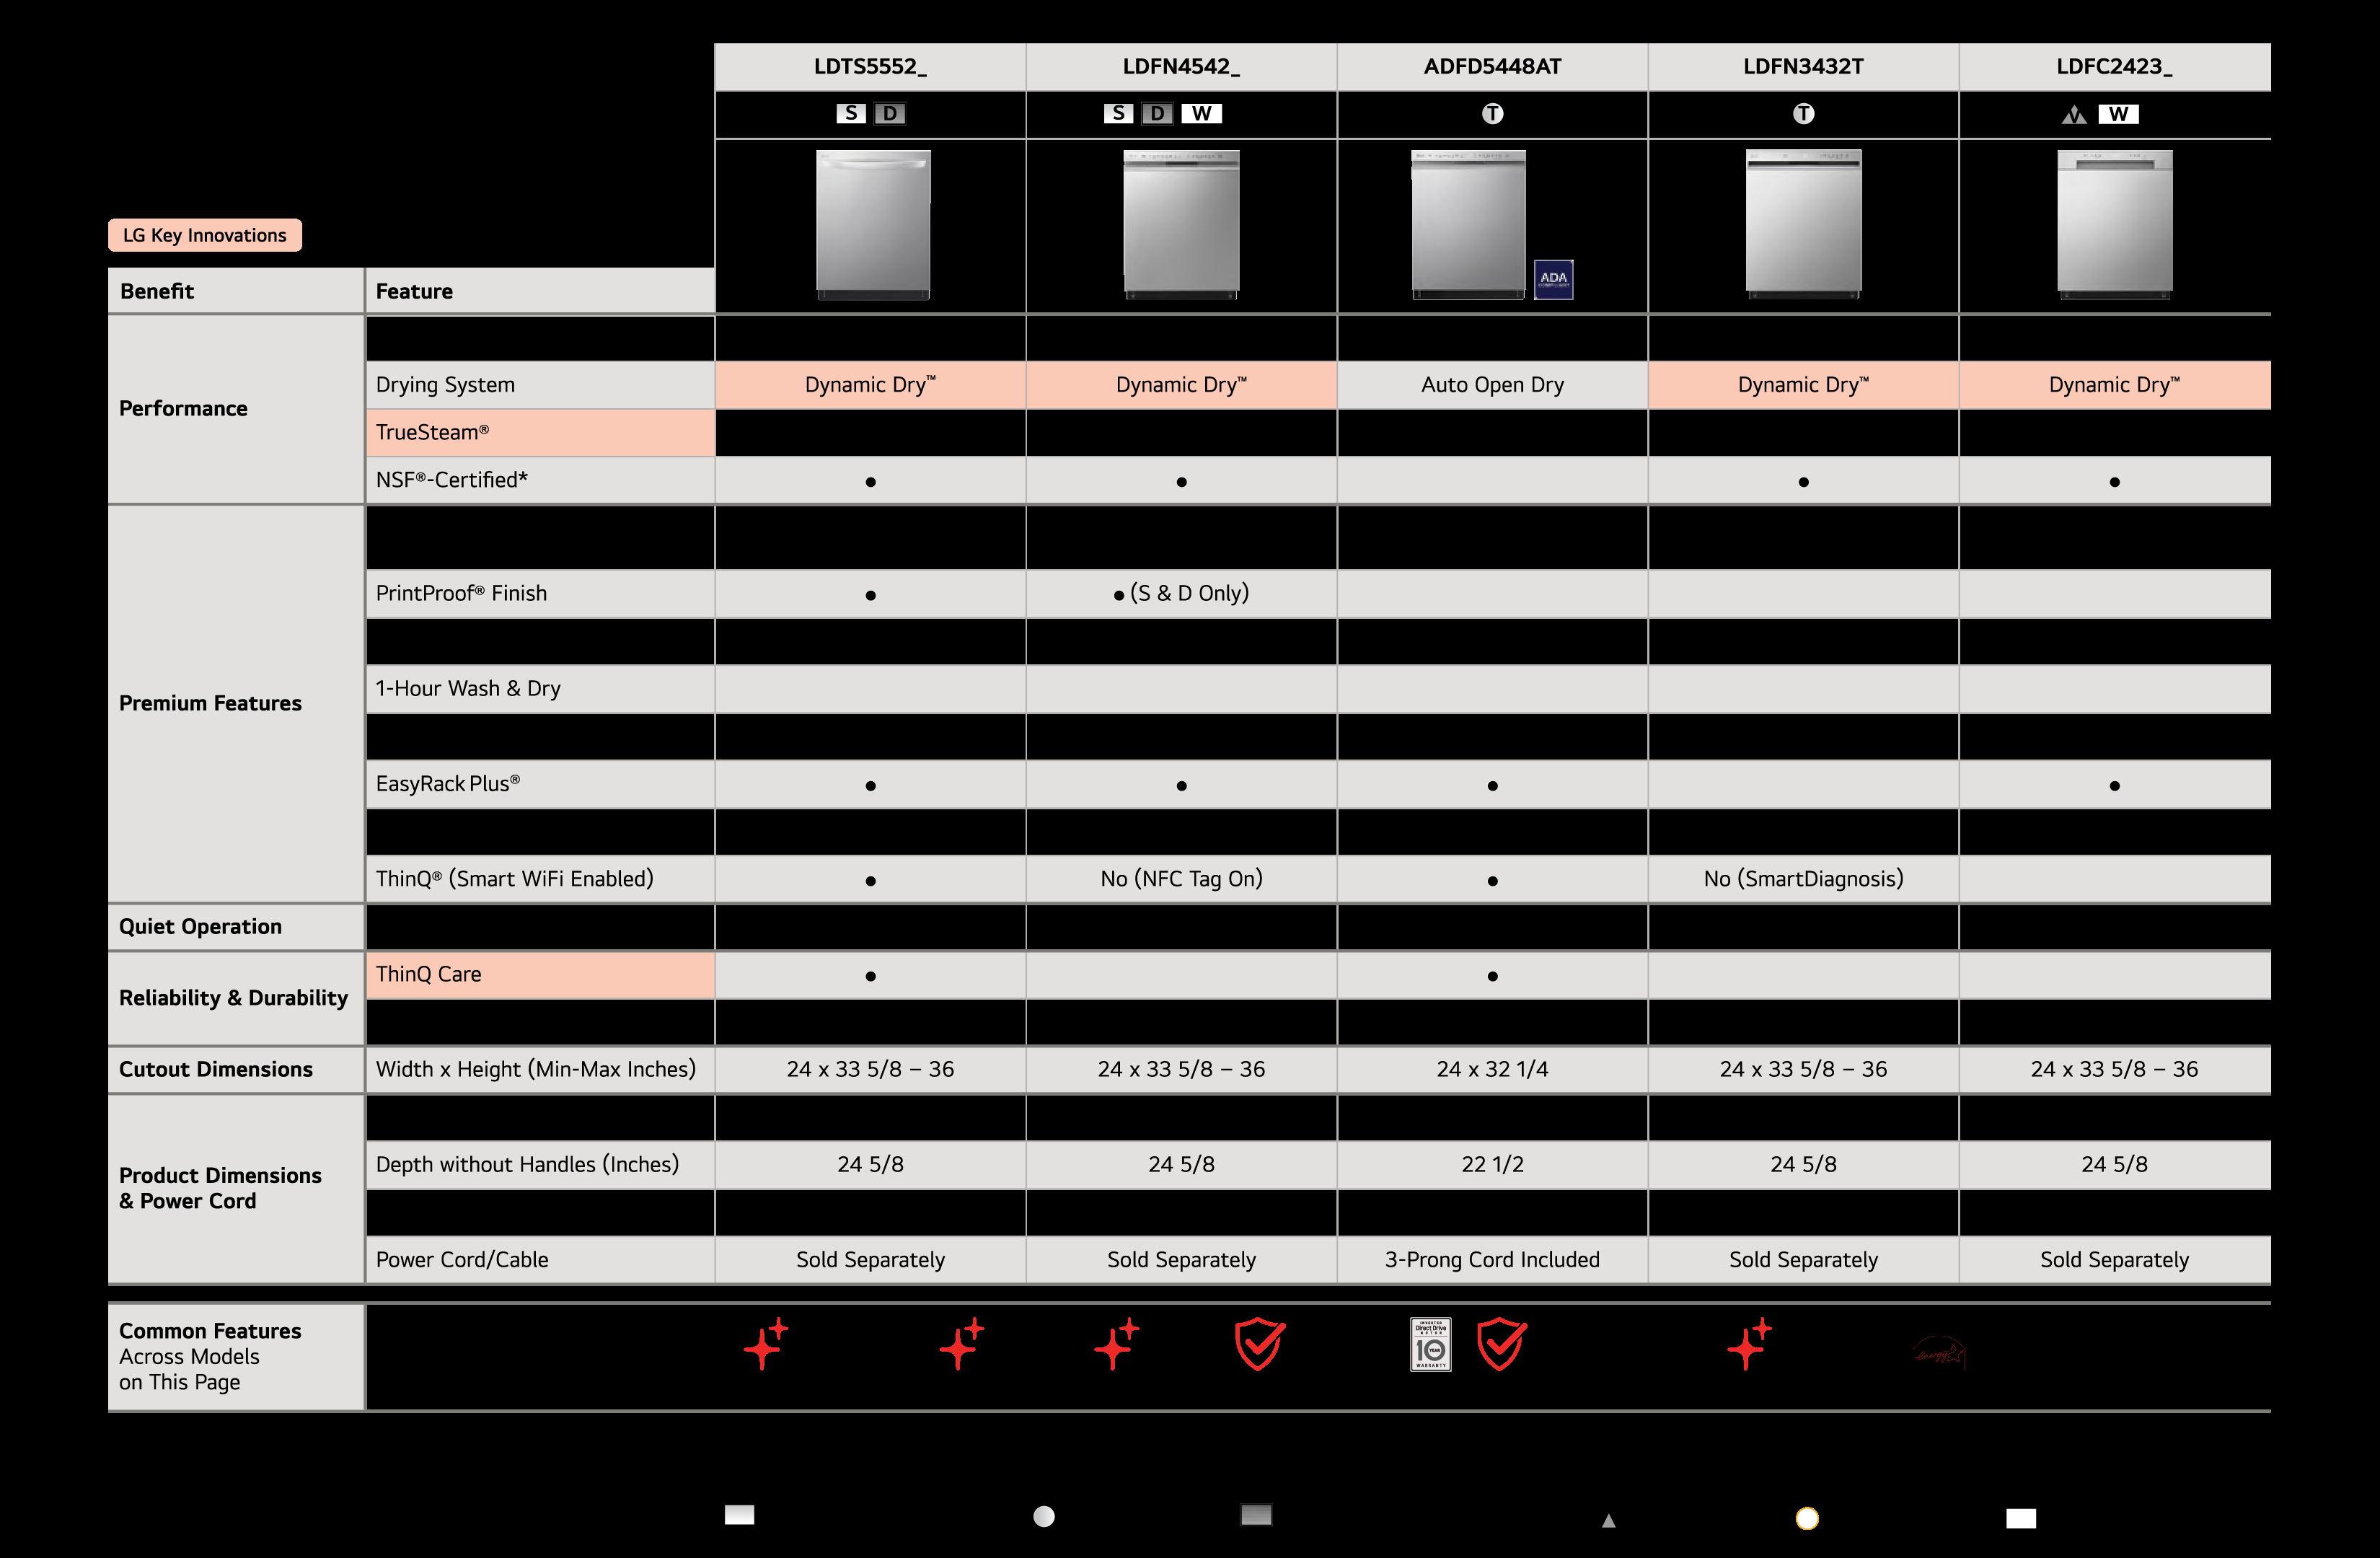 LDTS5552_ LDFN4542_ ADFD5448AT LDFN3432T LDFC2423_
S D S D W T T V W
LG Key Innovations
ADA
Benefit Feature
Performance
Drying System Dynamic Dry™ Dynamic Dry™ Auto Open Dry Dynamic Dry™ Dynamic Dry™
TrueSteam®
NSF®-Certified* • • • •
Premium Features
PrintProof® Finish • • (S & D Only)
1-Hour Wash & Dry
EasyRack Plus® • • • •
ThinQ® (Smart WiFi Enabled) • No (NFC Tag On) • No (SmartDiagnosis)
Quiet Operation
Reliability & Durability
ThinQ Care • •
Cutout Dimensions Width x Height (Min-Max Inches) 24 x 33 5/8 – 36 24 x 33 5/8 – 36 24 x 32 1/4 24 x 33 5/8 – 36 24 x 33 5/8 – 36
Product Dimensions
& Power Cord
Depth without Handles (Inches) 24 5/8 24 5/8 22 1/2 24 5/8 24 5/8
Power Cord/Cable Sold Separately Sold Separately 3-Prong Cord Included Sold Separately Sold Separately
Common Features
Across Models
on This Page
INVERTER
Direct Drive
MOTOR
10 YEAR
WARRANTY
energy